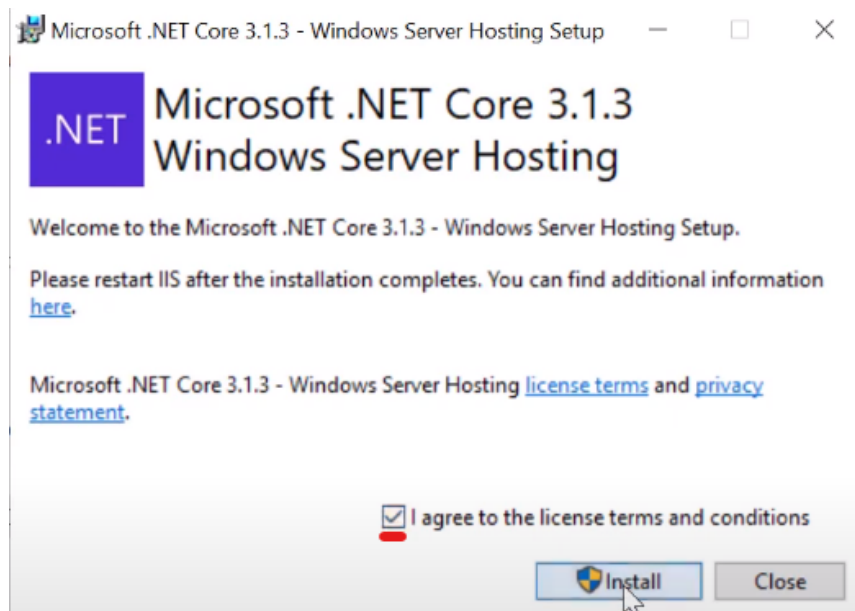 Microsoft .NET Core 3.1.3 - Windows Server Hosting Setup
.NET
Microsoft .NET Core 3.1.3
Windows Server Hosting
Welcome to the Microsoft .NET Core 3.1.3 - Windows Server Hosting Setup.
Please restart IIS after the installation completes. You can find additional information
here.
Microsoft .NET Core 3.1.3 - Windows Server Hosting license terms and privacy
statement.
I agree to the license terms and conditions
Install
Close